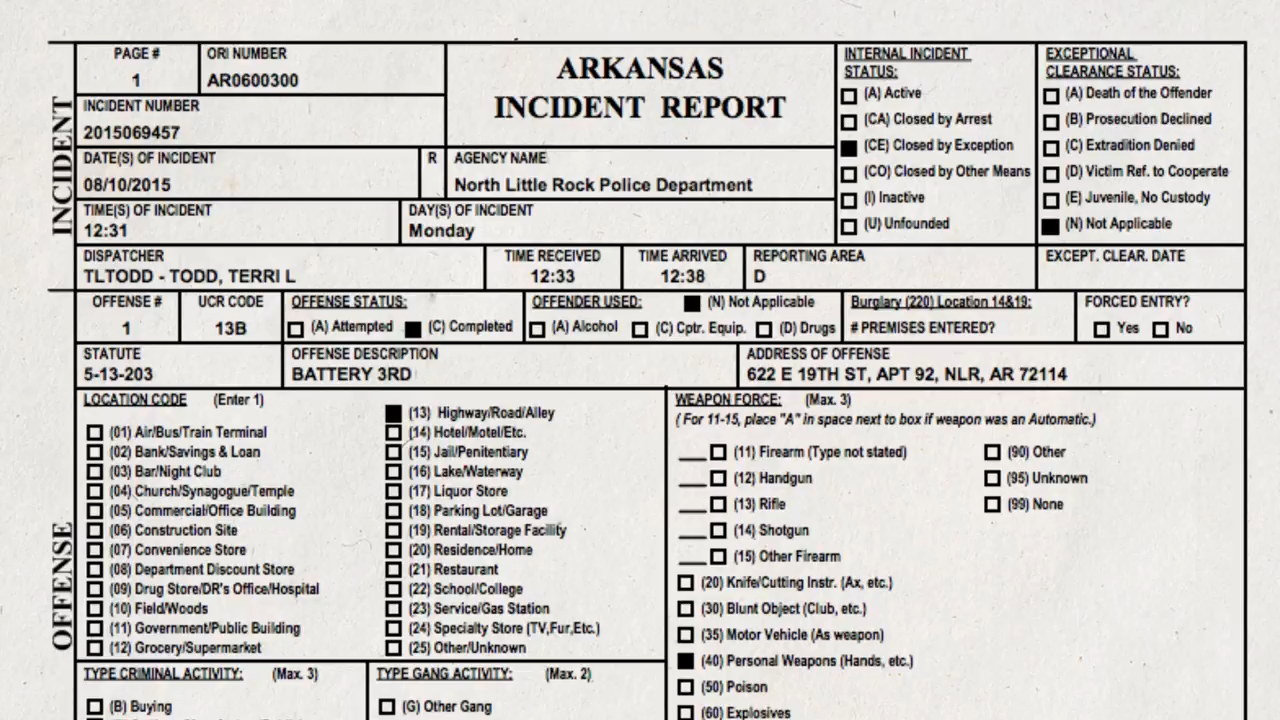 INCIDENT
PAGE #
1
ORI NUMBER
AR0600300
INCIDENT NUMBER
2015069457
DATE(S) OF INCIDENT
08/10/2015
R
TIME(S) OF INCIDENT
12:31
DAY(S) OF INCIDENT
Monday
ARKANSAS
INCIDENT REPORT
AGENCY NAME
North Little Rock Police Department
INTERNAL INCIDENT
STATUS:
(A) Active
(CA) Closed by Arrest
(CE) Closed by Exception
(CO) Closed by Other Means
(I) Inactive
(U) Unfounded
EXCEPTIONAL
CLEARANCE STATUS:
(A) Death of the Offender
(B) Prosecution Declined
(C) Extradition Denied
(D) Victim Ref. to Cooperate
(E) Juvenile, No Custody
(N) Not Applicable
DISPATCHER
TLTODD - TODD, TERRI L
TIME RECEIVED
12:33
TIME ARRIVED
12:38
REPORTING AREA
D
EXCEPT. CLEAR. DATE
OFFENSE
OFFENSE #
1
UCR CODE
13B
OFFENSE STATUS:
(A) Attempted (C) Completed
OFFENDER USED: (N) Not Applicable
(A) Alcohol (C) Cptr. Equip. (D) Drugs
Burglary (220) Location 14&19:
# PREMISES ENTERED?
FORCED ENTRY?
Yes No
STATUTE
5-13-203
OFFENSE DESCRIPTION
BATTERY 3RD
ADDRESS OF OFFENSE
622 E 19TH ST, APT 92, NLR, AR 72114
LOCATION CODE (Enter 1)
(01) Air/Bus/Train Terminal
(02) Bank/Savings & Loan
(03) Bar/Night Club
(04) Church/Synagogue/Temple
(05) Commercial/Office Building
(06) Construction Site
(07) Convenience Store
(08) Department Discount Store
(09) Drug Store/DR's Office/Hospital
(10) Field/Woods
(11) Government/Public Building
(12) Grocery/Supermarket
(13) Highway/Road/Alley
(14) Hotel/Motel/Etc.
(15) Jail/Penitentiary
(16) Lake/Waterway
(17) Liquor Store
(18) Parking Lot/Garage
(19) Rental/Storage Facility
(20) Residence/Home
(21) Restaurant
(22) School/College
(23) Service/Gas Station
(24) Specialty Store (TV,Fur,Etc.)
(25) Other/Unknown
WEAPON FORCE: (Max. 3)
( For 11-15, place "A" in space next to box if weapon was an Automatic.)
(11) Firearm (Type not stated)
(12) Handgun
(13) Rifle
(14) Shotgun
(15) Other Firearm
(20) Knife/Cutting Instr. (Ax, etc.)
(30) Blunt Object (Club, etc.)
(35) Motor Vehicle (As weapon)
(40) Personal Weapons (Hands, etc.)
(50) Poison
(60) Explosives
(90) Other
(95) Unknown
(99) None
TYPE CRIMINAL ACTIVITY: (Max. 3)
(B) Buying
TYPE GANG ACTIVITY: (Max. 2)
(G) Other Gang